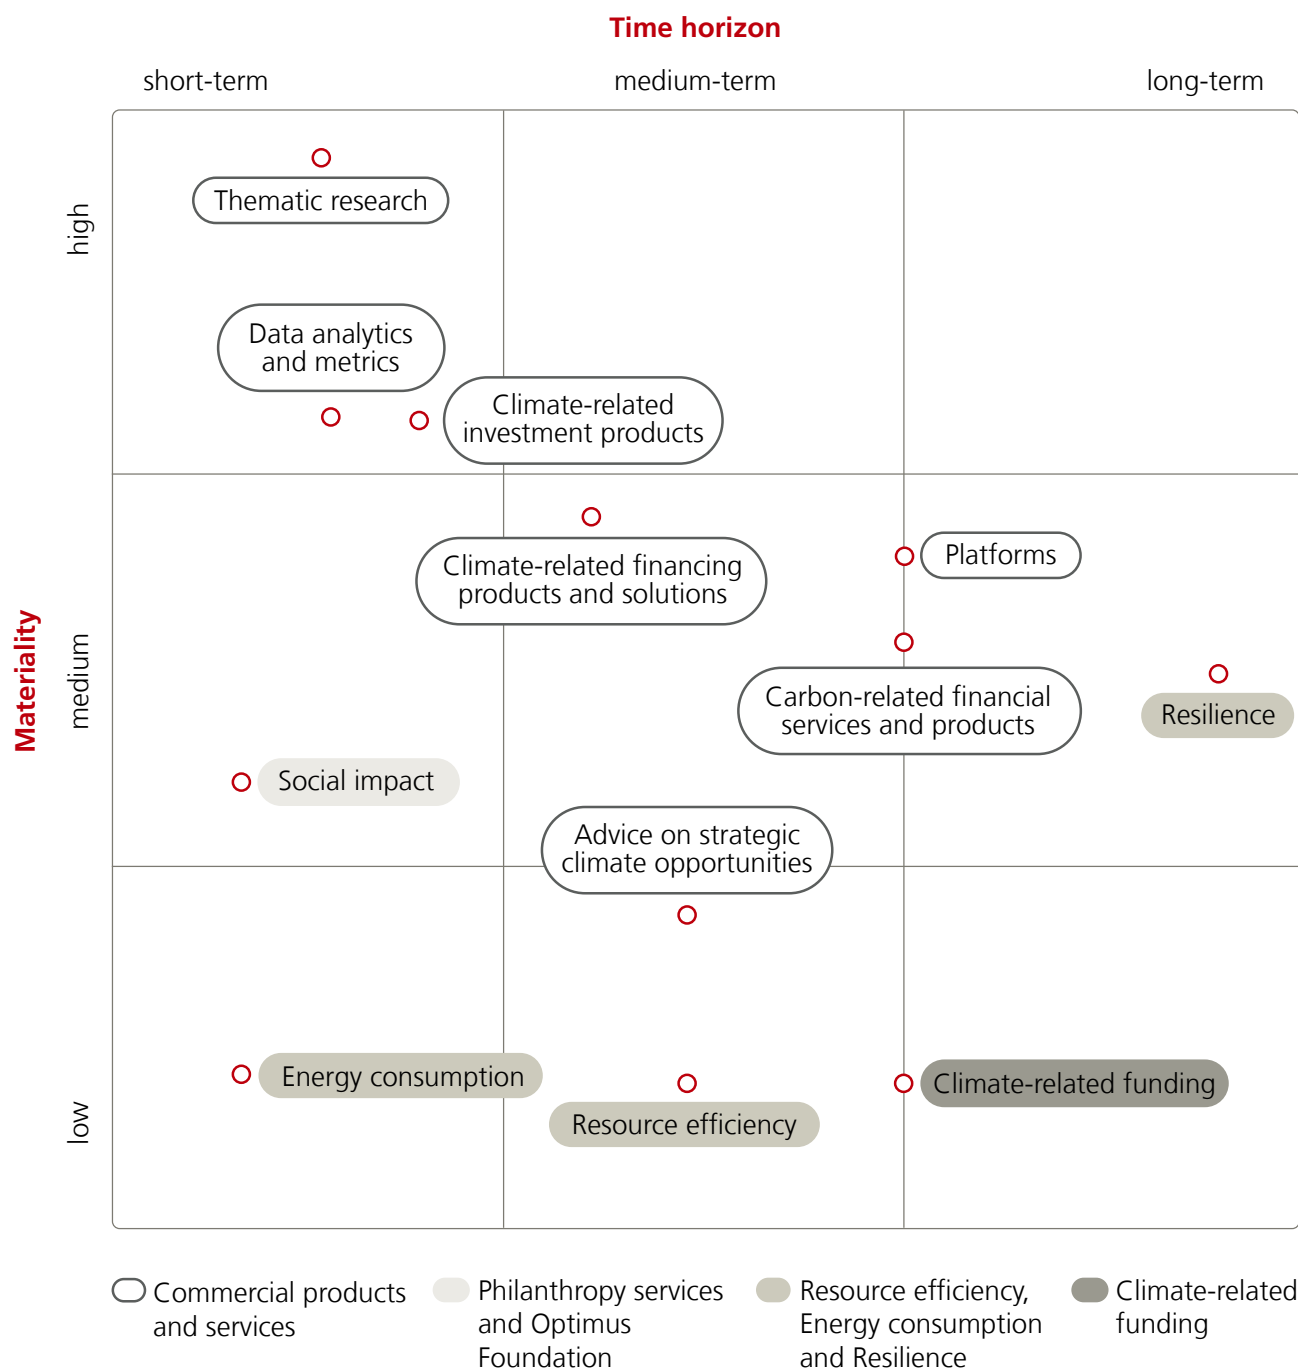 Time horizon
short-term
medium-term
long-term
Materiality
high
medium
low
Thematic research
Data analytics
and metrics
Climate-related
investment products
Climate-related financing
products and solutions
Platforms
Carbon-related financial
services and products
Resilience
Social impact
Advice on strategic
climate opportunities
Energy consumption
Resource efficiency
Climate-related funding
Commercial products
and services
Philanthropy services
and Optimus
Foundation
Resource efficiency,
Energy consumption
and Resilience
Climate-related
funding